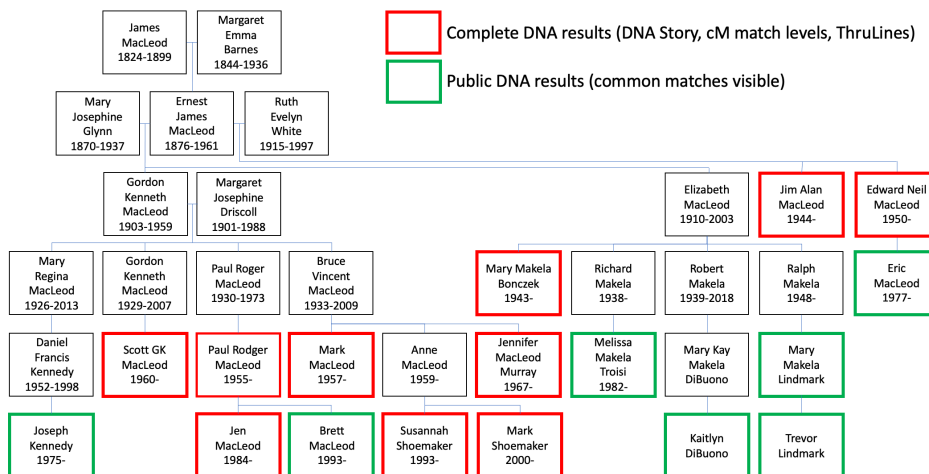 James
MacLeod
1824-1899
Margaret
Emma
Barnes
1844-1936
Complete DNA results (DNA Story, cM match levels, ThruLines)
Public DNA results (common matches visible)
Mary
Josephine
Glynn
1870-1937
Ernest
James
MacLeod
1876-1961
Ruth
Evelyn
White
1915-1997
Gordon
Kenneth
MacLeod
1903-1959
Margaret
Josephine
Driscoll
1901-1988
Elizabeth
MacLeod
1910-2003
Jim Alan
MacLeod
1944-
Edward Neil
MacLeod
1950-
Mary
Regina
MacLeod
1926-2013
Gordon
Kenneth
MacLeod
1929-2007
Paul Roger
MacLeod
1930-1973
Bruce
Vincent
MacLeod
1933-2009
Mary Makela
Bonczek
1943-
Richard
Makela
1938-
Robert
Makela
1939-2018
Ralph
Makela
1948-
Eric
MacLeod
1977-
Daniel
Francis
Kennedy
1952-1998
Scott GK
MacLeod
1960-
Paul Rodger
MacLeod
1955-
Mark
MacLeod
1957-
Anne
MacLeod
1959-
Jennifer
MacLeod
Murray
1967-
Melissa
Makela
Troisi
1982-
Mary Kay
Makela
DiBuono
Mary
Makela
Lindmark
Joseph
Kennedy
1975-
Jen
MacLeod
1984-
Brett
MacLeod
1993-
Susannah
Shoemaker
1993-
Mark
Shoemaker
2000-
Kaitlyn
DiBuono
Trevor
Lindmark